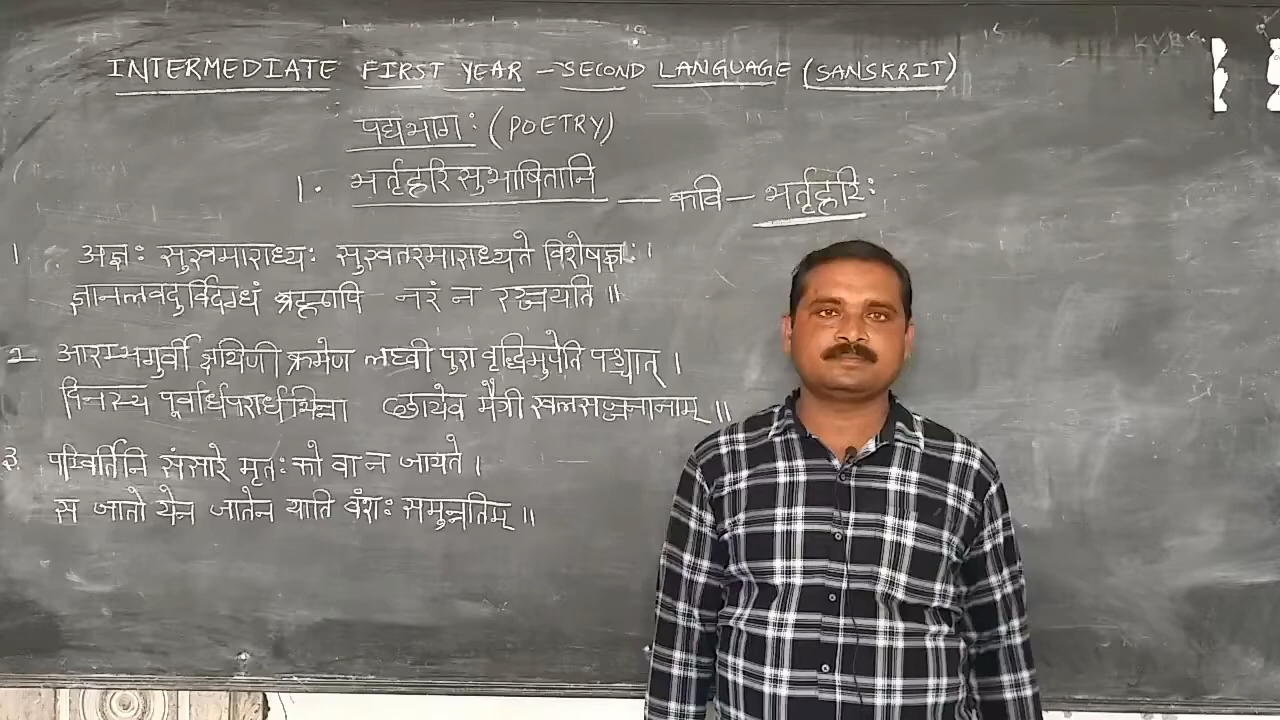 INTERMEDIATE FIRST YEAR - SECOND LANGUAGE (SANSKRIT)
पद्यभागः (POETRY)
1. भर्तृहरिसुभाषितानि — कवि - भर्तृहरिः
1. अज्ञः सुखमाराध्यः सुखतरमाराध्यते विशेषज्ञः ।
ज्ञानलवदुर्विदग्धं ब्रह्मापि नरं न रञ्जयति ॥
2 आरम्भगुर्वी क्षयिणी क्रमेण लघ्वी पुरा वृद्धिमुपैति पश्चात् ।
दिनस्य पूर्वार्धपरार्धभिन्ना छायेव मैत्री खलसज्जनानाम् ॥
3. परिवर्तिनि संसारे मृतः को वा न जायते ।
स जातो येन जातेन याति वंशः समुन्नतिम् ॥